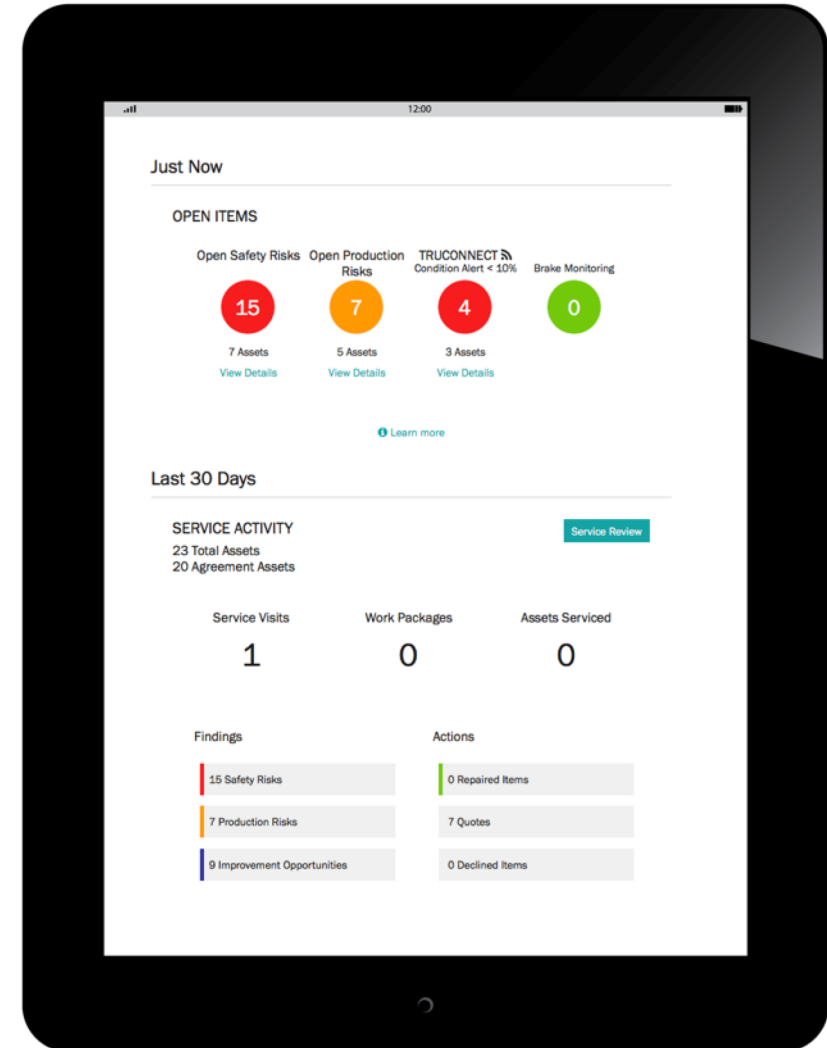 12:00
Just Now
OPEN ITEMS
Open Safety Risks
Open Production
Risks
TRUCONNECT
Condition Alert < 10%
Brake Monitoring
15
7
4
0
7 Assets
5 Assets
3 Assets
View Details
View Details
View Details
Learn more
Last 30 Days
SERVICE ACTIVITY
Service Review
23 Total Assets
20 Agreement Assets
Service Visits
Work Packages
Assets Serviced
1
0
0
Findings
Actions
15 Safety Risks
0 Repaired Items
7 Production Risks
7 Quotes
9 Improvement Opportunities
0 Declined Items